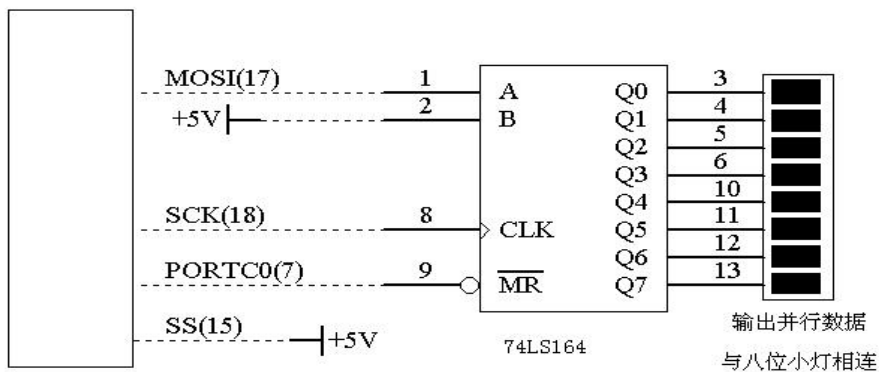 MOSI(17) 1 A Q0 3
+5V 2 B Q1 4
Q2 5
Q3 6
Q4 10
SCK(18) 8 CLK Q5 11
Q6 12
PORTC0(7) 9 MR Q7 13
SS(15) +5V
74LS164
输出并行数据
与八位小灯相连